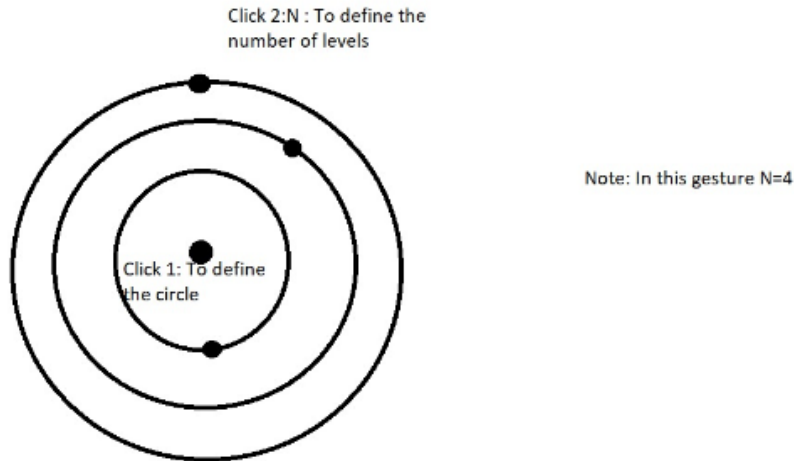 Click 2:N : To define the
number of levels
Note: In this gesture N=4
Click 1: To define
the circle